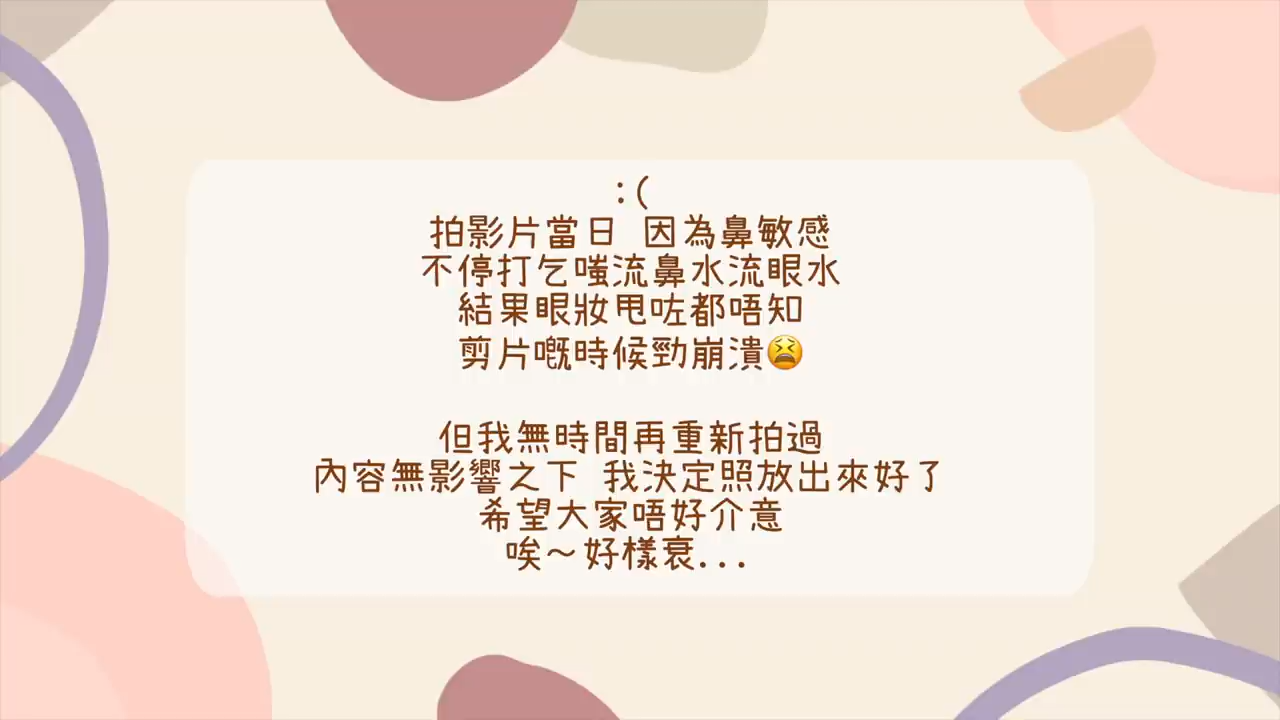 :(
拍影片當日 因為鼻敏感
不停打乞嗤流鼻水流眼水
結果眼妝甩咗都唔知
剪片嘅時候勁崩潰😫
但我無時間再重新拍過
內容無影響之下 我決定照放出來好了
希望大家唔好介意
唉～好樣衰...